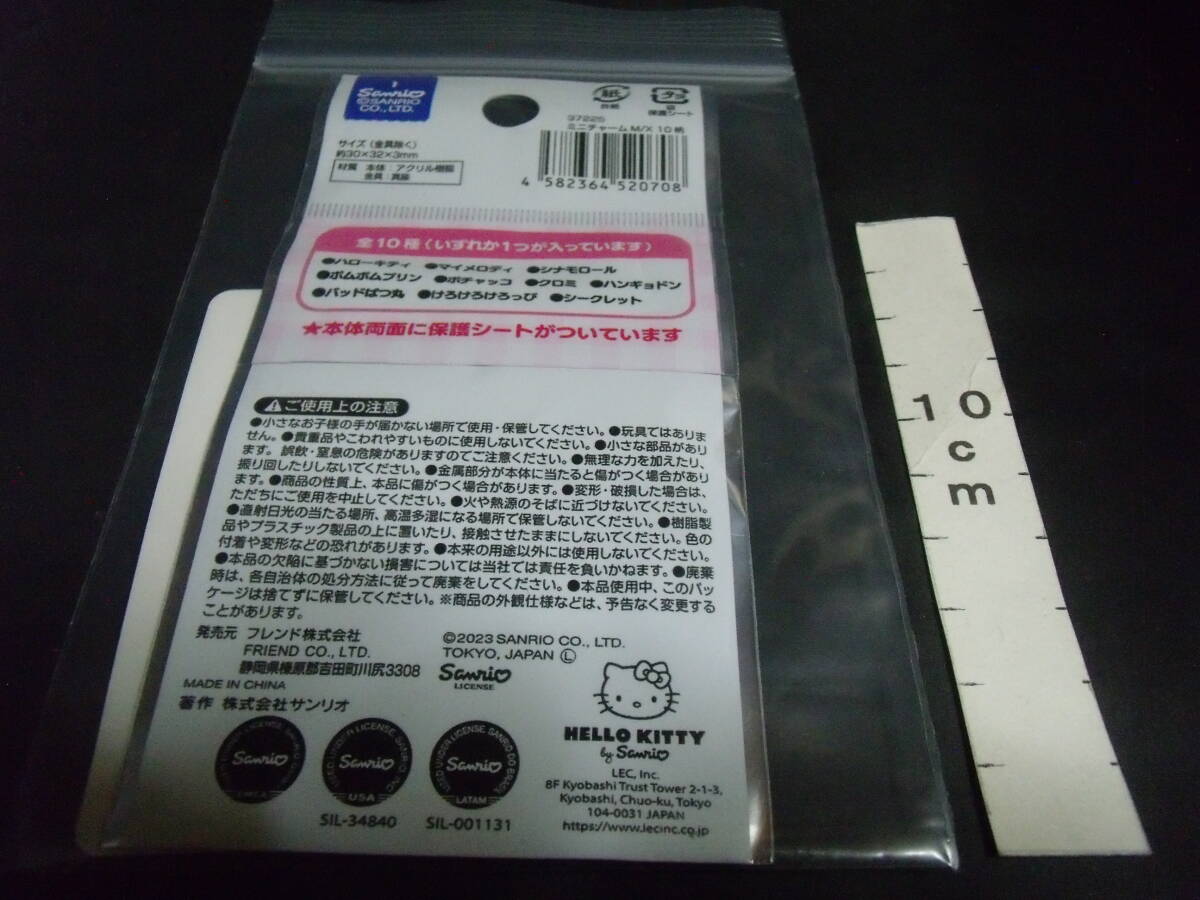 1
Sanrio
©SANRIO
CO., LTD.
紙
台紙
プラ
袋
保護シート
37225
ミニチャーム M/X 10柄
4 582364 520708
サイズ(金具除く)
約30×32×3mm
材質 本体：アクリル樹脂
金具：真鍮
全10種(いずれか1つが入っています)
●ハローキティ ●マイメロディ ●シナモロール
●ポムポムプリン ●ポチャッコ ●クロミ ●ハンギョドン
●バッドばつ丸 ●けろけろけろっぴ ●シークレット
★本体両面に保護シートがついています
ご使用上の注意
●小さなお子様の手が届かない場所で使用・保管してください。●玩具ではありま
せん。●貴重品やこわれやすいものに使用しないでください。●小さな部品があり
ます。誤飲・窒息の危険がありますのでご注意ください。●無理な力を加えたり、
振り回したりしないでください。●金属部分が本体に当たると傷がつく場合があり
ます。●商品の性質上、本品に傷がつく場合があります。●変形・破損した場合は、
ただちにご使用を中止してください。●火や熱源のそばに近づけないでください。
●直射日光の当たる場所、高温多湿になる場所で保管しないでください。●樹脂製
品やプラスチック製品の上に置いたり、接触させたままにしないでください。色の
付着や変形などの恐れがあります。●本来の用途以外には使用しないでください。
●本品の欠陥に基づかない損害については当社では責任を負いかねます。●廃棄
時は、各自治体の処分方法に従って廃棄をしてください。●本品使用中、このパッ
ケージは捨てずに保管してください。※商品の外観仕様などは、予告なく変更する
ことがあります。
発売元 フレンド株式会社
FRIEND CO., LTD.
静岡県榛原郡吉田町川尻3308
MADE IN CHINA
著作 株式会社サンリオ
©2023 SANRIO CO., LTD.
TOKYO, JAPAN Ⓛ
Sanrio
LICENSE
HELLO KITTY
by Sanrio
LEC, Inc.
8F Kyobashi Trust Tower 2-1-3,
Kyobashi, Chuo-ku, Tokyo
104-0031 JAPAN
https://www.lecinc.co.jp
Sanrio
Sanrio
USA
SIL-34840
Sanrio
LATAM
SIL-001131
10
cm